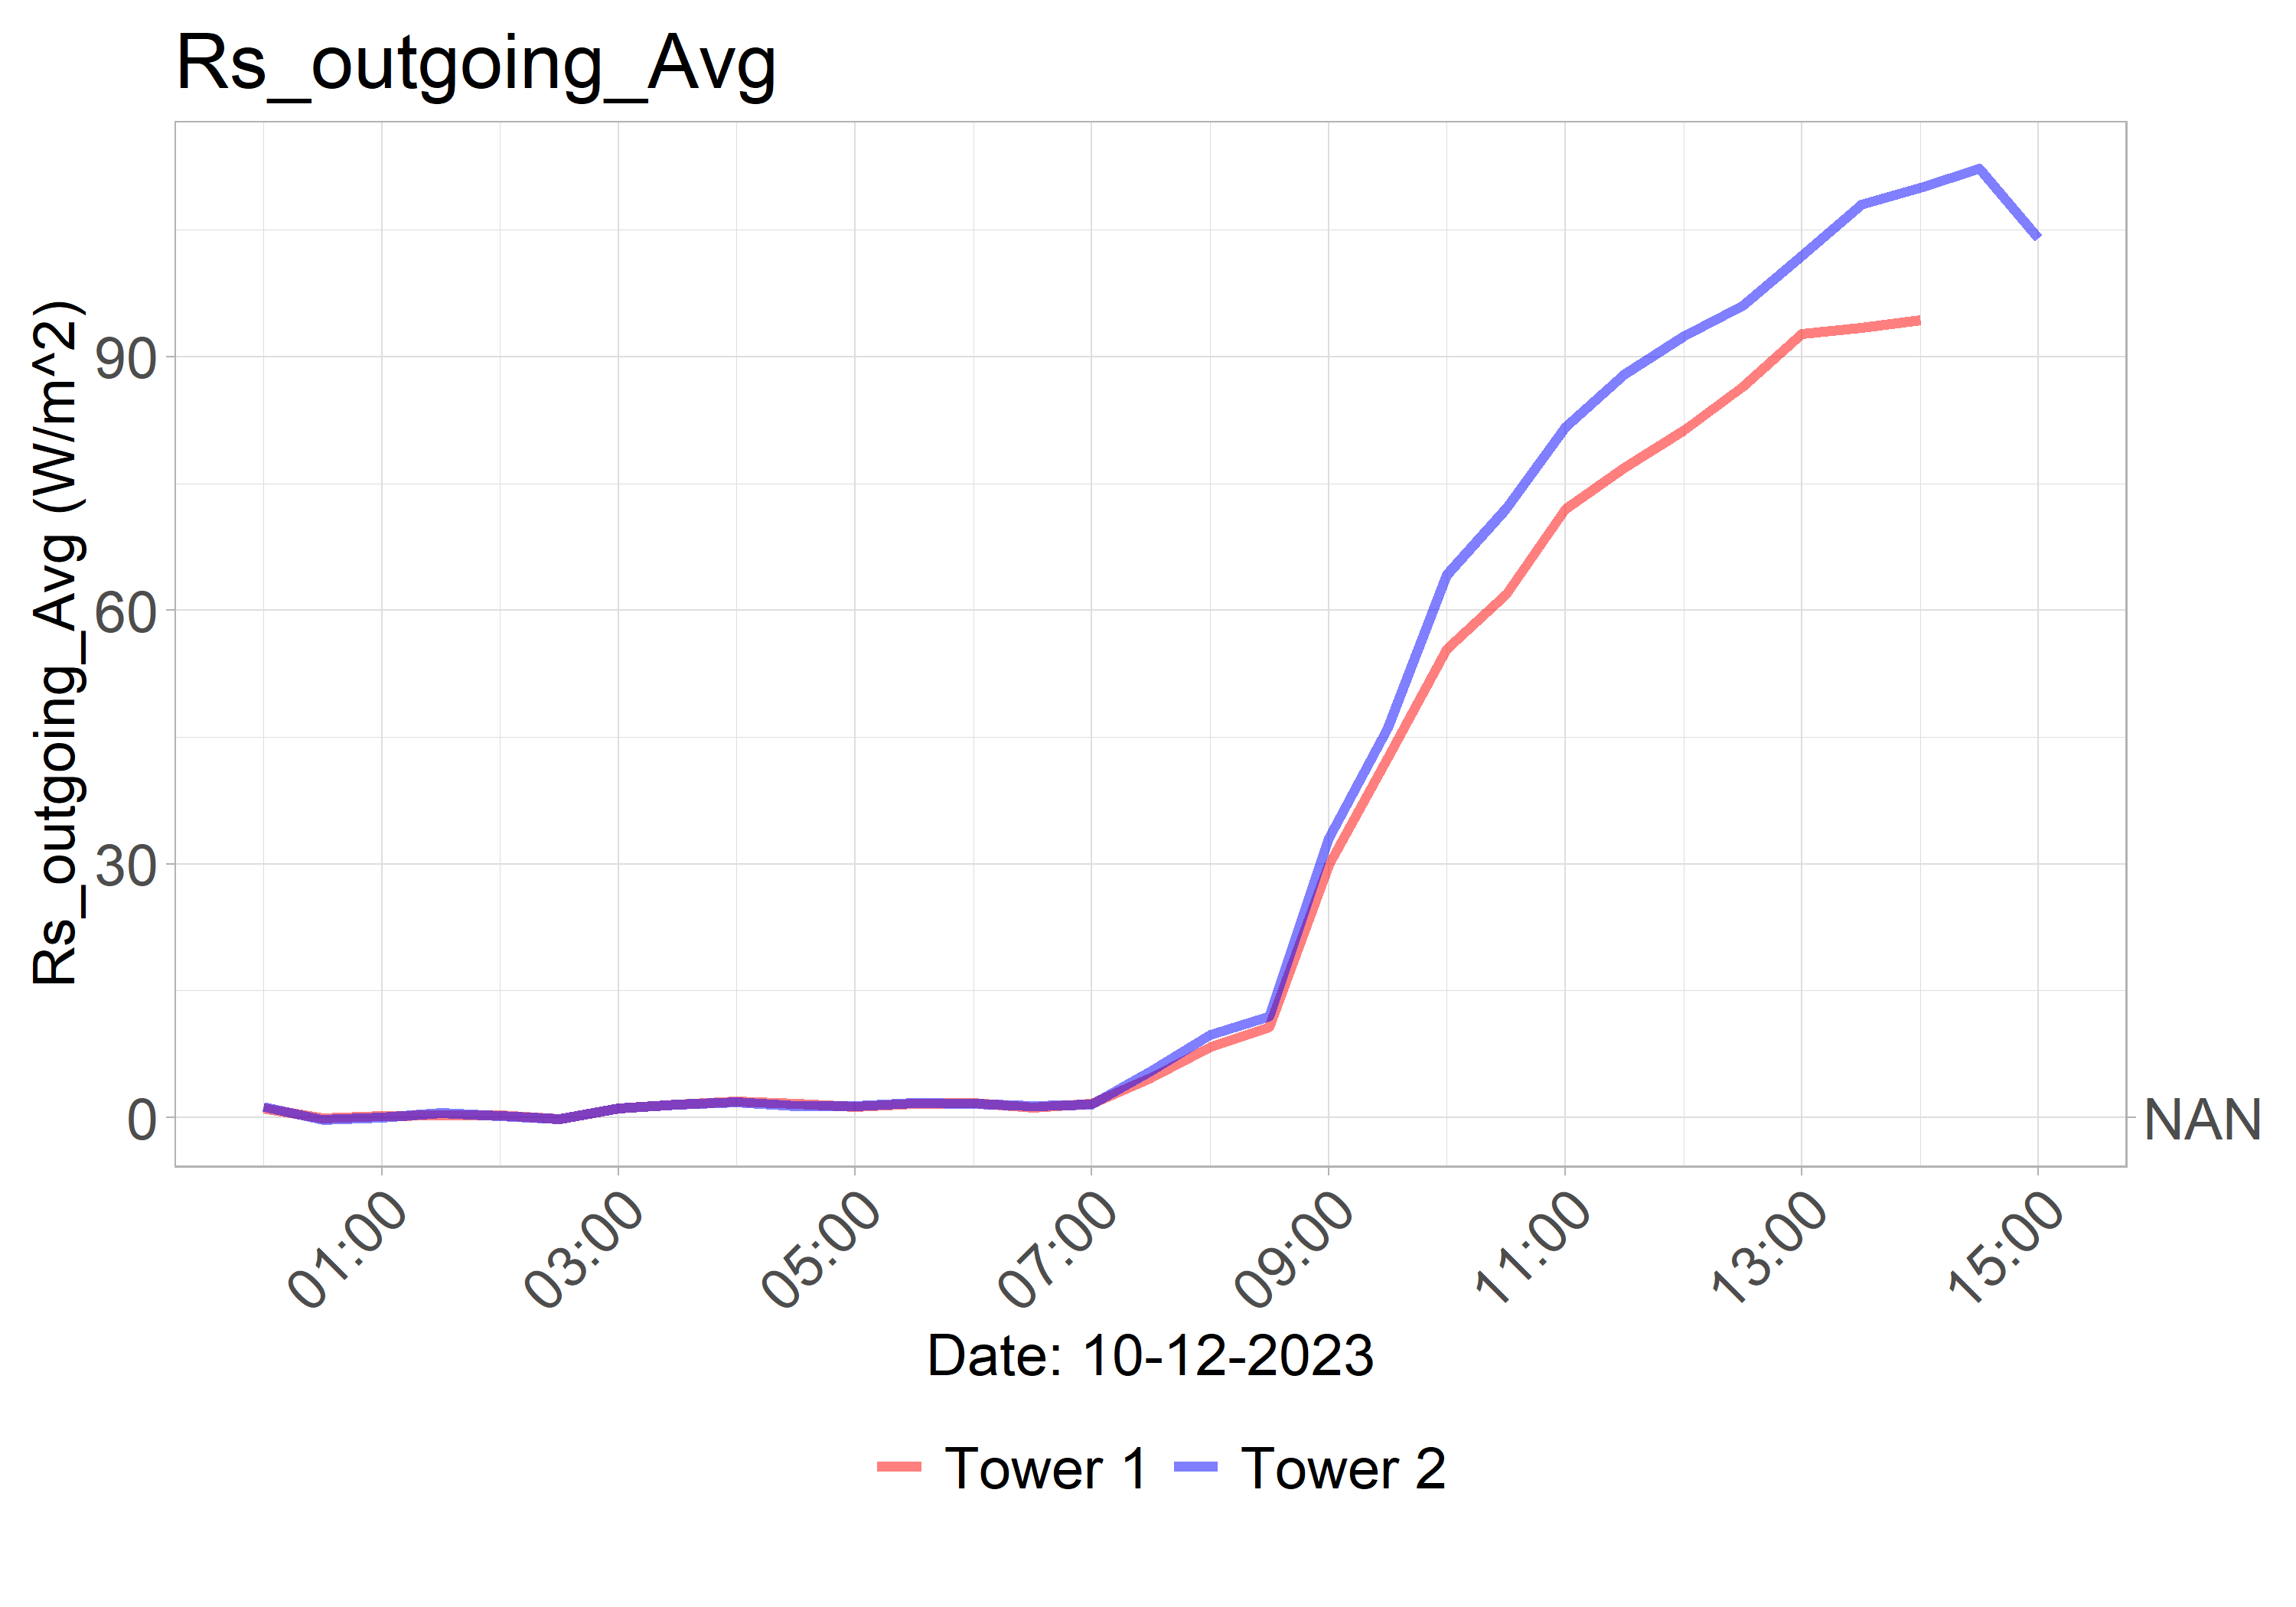 Rs_outgoing_Avg
Rs_outgoing_Avg (W/m^2)
90
60
30
0
NAN
01:00
03:00
05:00
07:00
09:00
11:00
13:00
15:00
Date: 10-12-2023
Tower 1
Tower 2